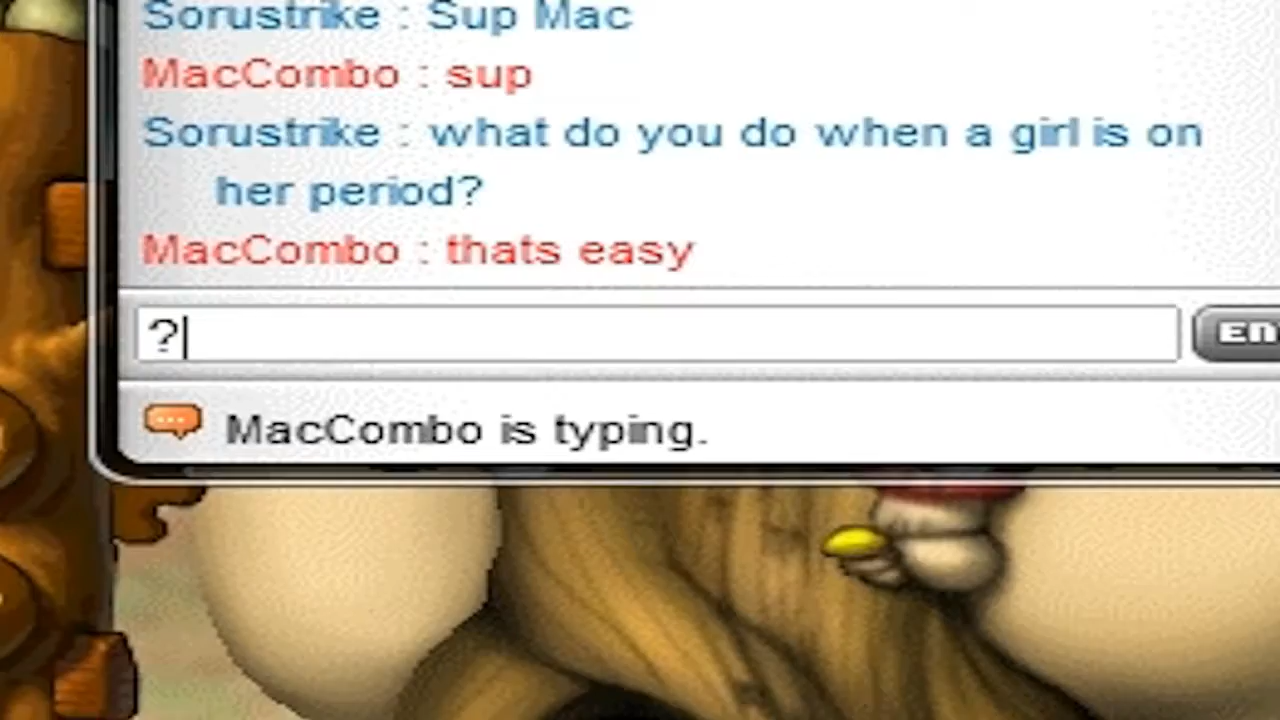 Sorustrike : Sup Mac
MacCombo : sup
Sorustrike : what do you do when a girl is on
her period?
MacCombo : thats easy
?
EN
MacCombo is typing.